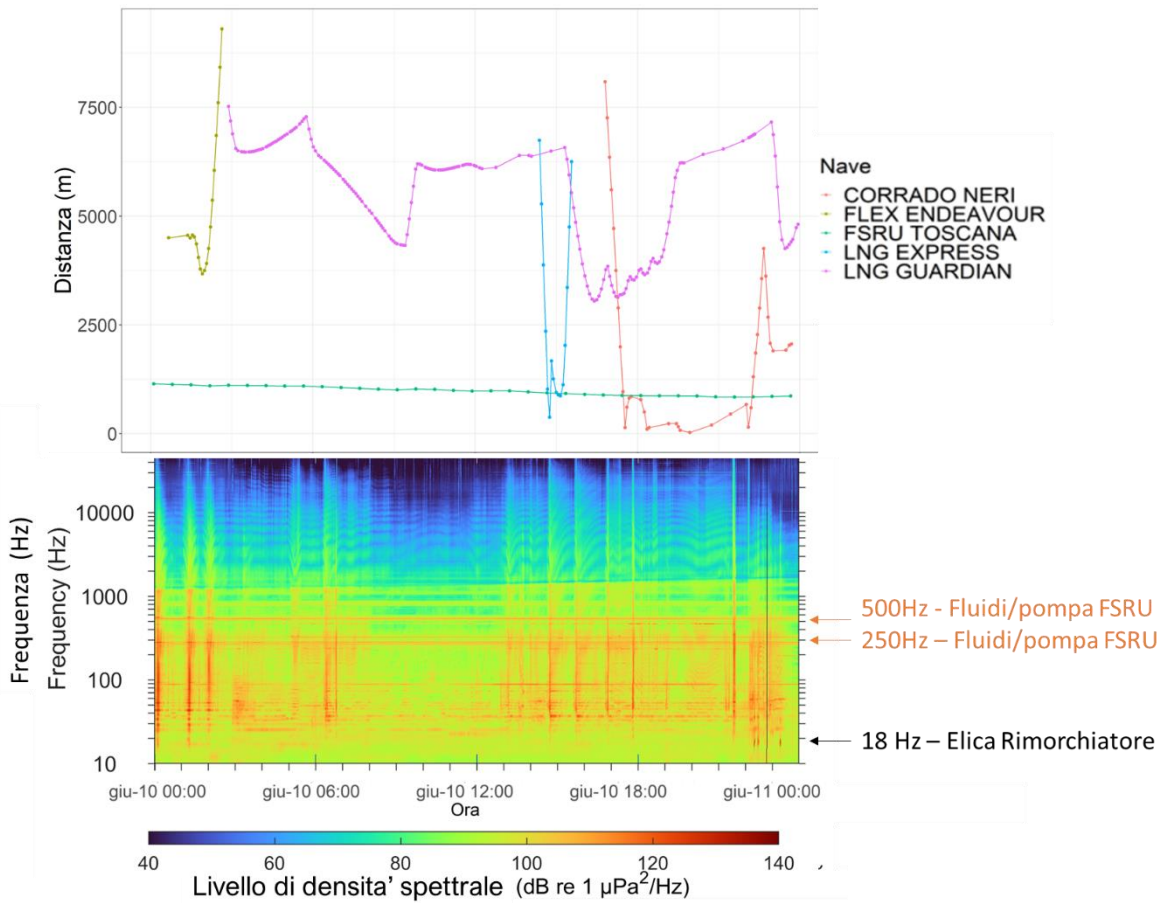 Distanza (m)
7500
5000
2500
0
Nave
CORRADO NERI
FLEX ENDEAVOUR
FSRU TOSCANA
LNG EXPRESS
LNG GUARDIAN
Frequenza (Hz)
Frequency (Hz)
10000
1000
100
10
500Hz - Fluidi/pompa FSRU
250Hz – Fluidi/pompa FSRU
18 Hz – Elica Rimorchiatore
giu-10 00:00 giu-10 06:00 giu-10 12:00 giu-10 18:00 giu-11 00:00
Ora
40 60 80 100 120 140
Livello di densita' spettrale (dB re 1 µPa²/Hz)